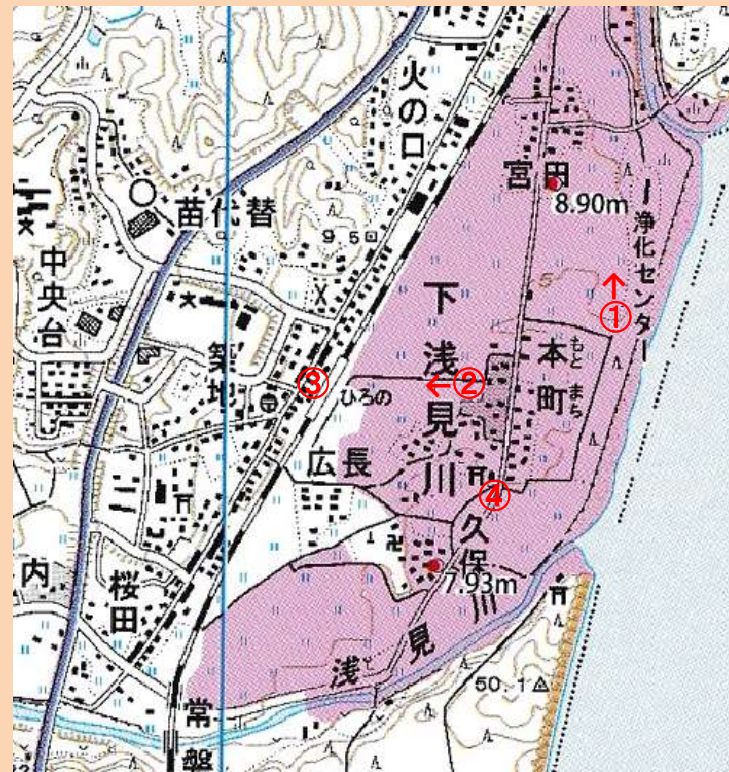 火の口
宮田
8.90m
苗代替
9 5
浄化センター
中央台
下浅見川
5
①
築地
③
ひろの
←②
本町
もとまち
広長
④
久保
7.93m
内
桜田
浅見川
50.1
常磐